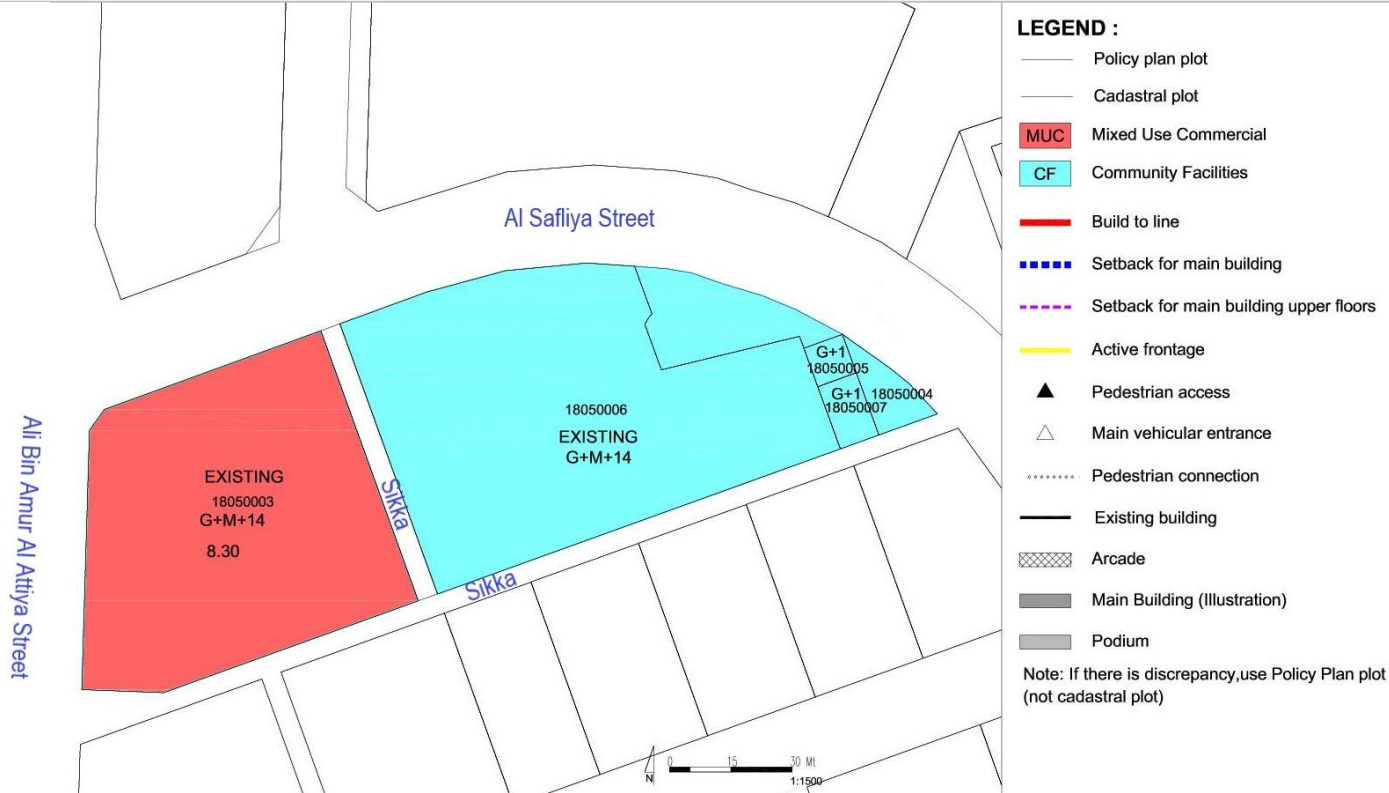 Al Safliya Street
Ali Bin Amur Al Attiya Street
EXISTING
18050003
G+M+14
8.30
Sikka
18050006
EXISTING
G+M+14
G+1
18050005
G+1
18050007
18050004
Sikka
N
0 15 30 Mt
1:1500
LEGEND :
Policy plan plot
Cadastral plot
MUC Mixed Use Commercial
CF Community Facilities
Build to line
Setback for main building
Setback for main building upper floors
Active frontage
Pedestrian access
Main vehicular entrance
Pedestrian connection
Existing building
Arcade
Main Building (Illustration)
Podium
Note: If there is discrepancy,use Policy Plan plot
(not cadastral plot)